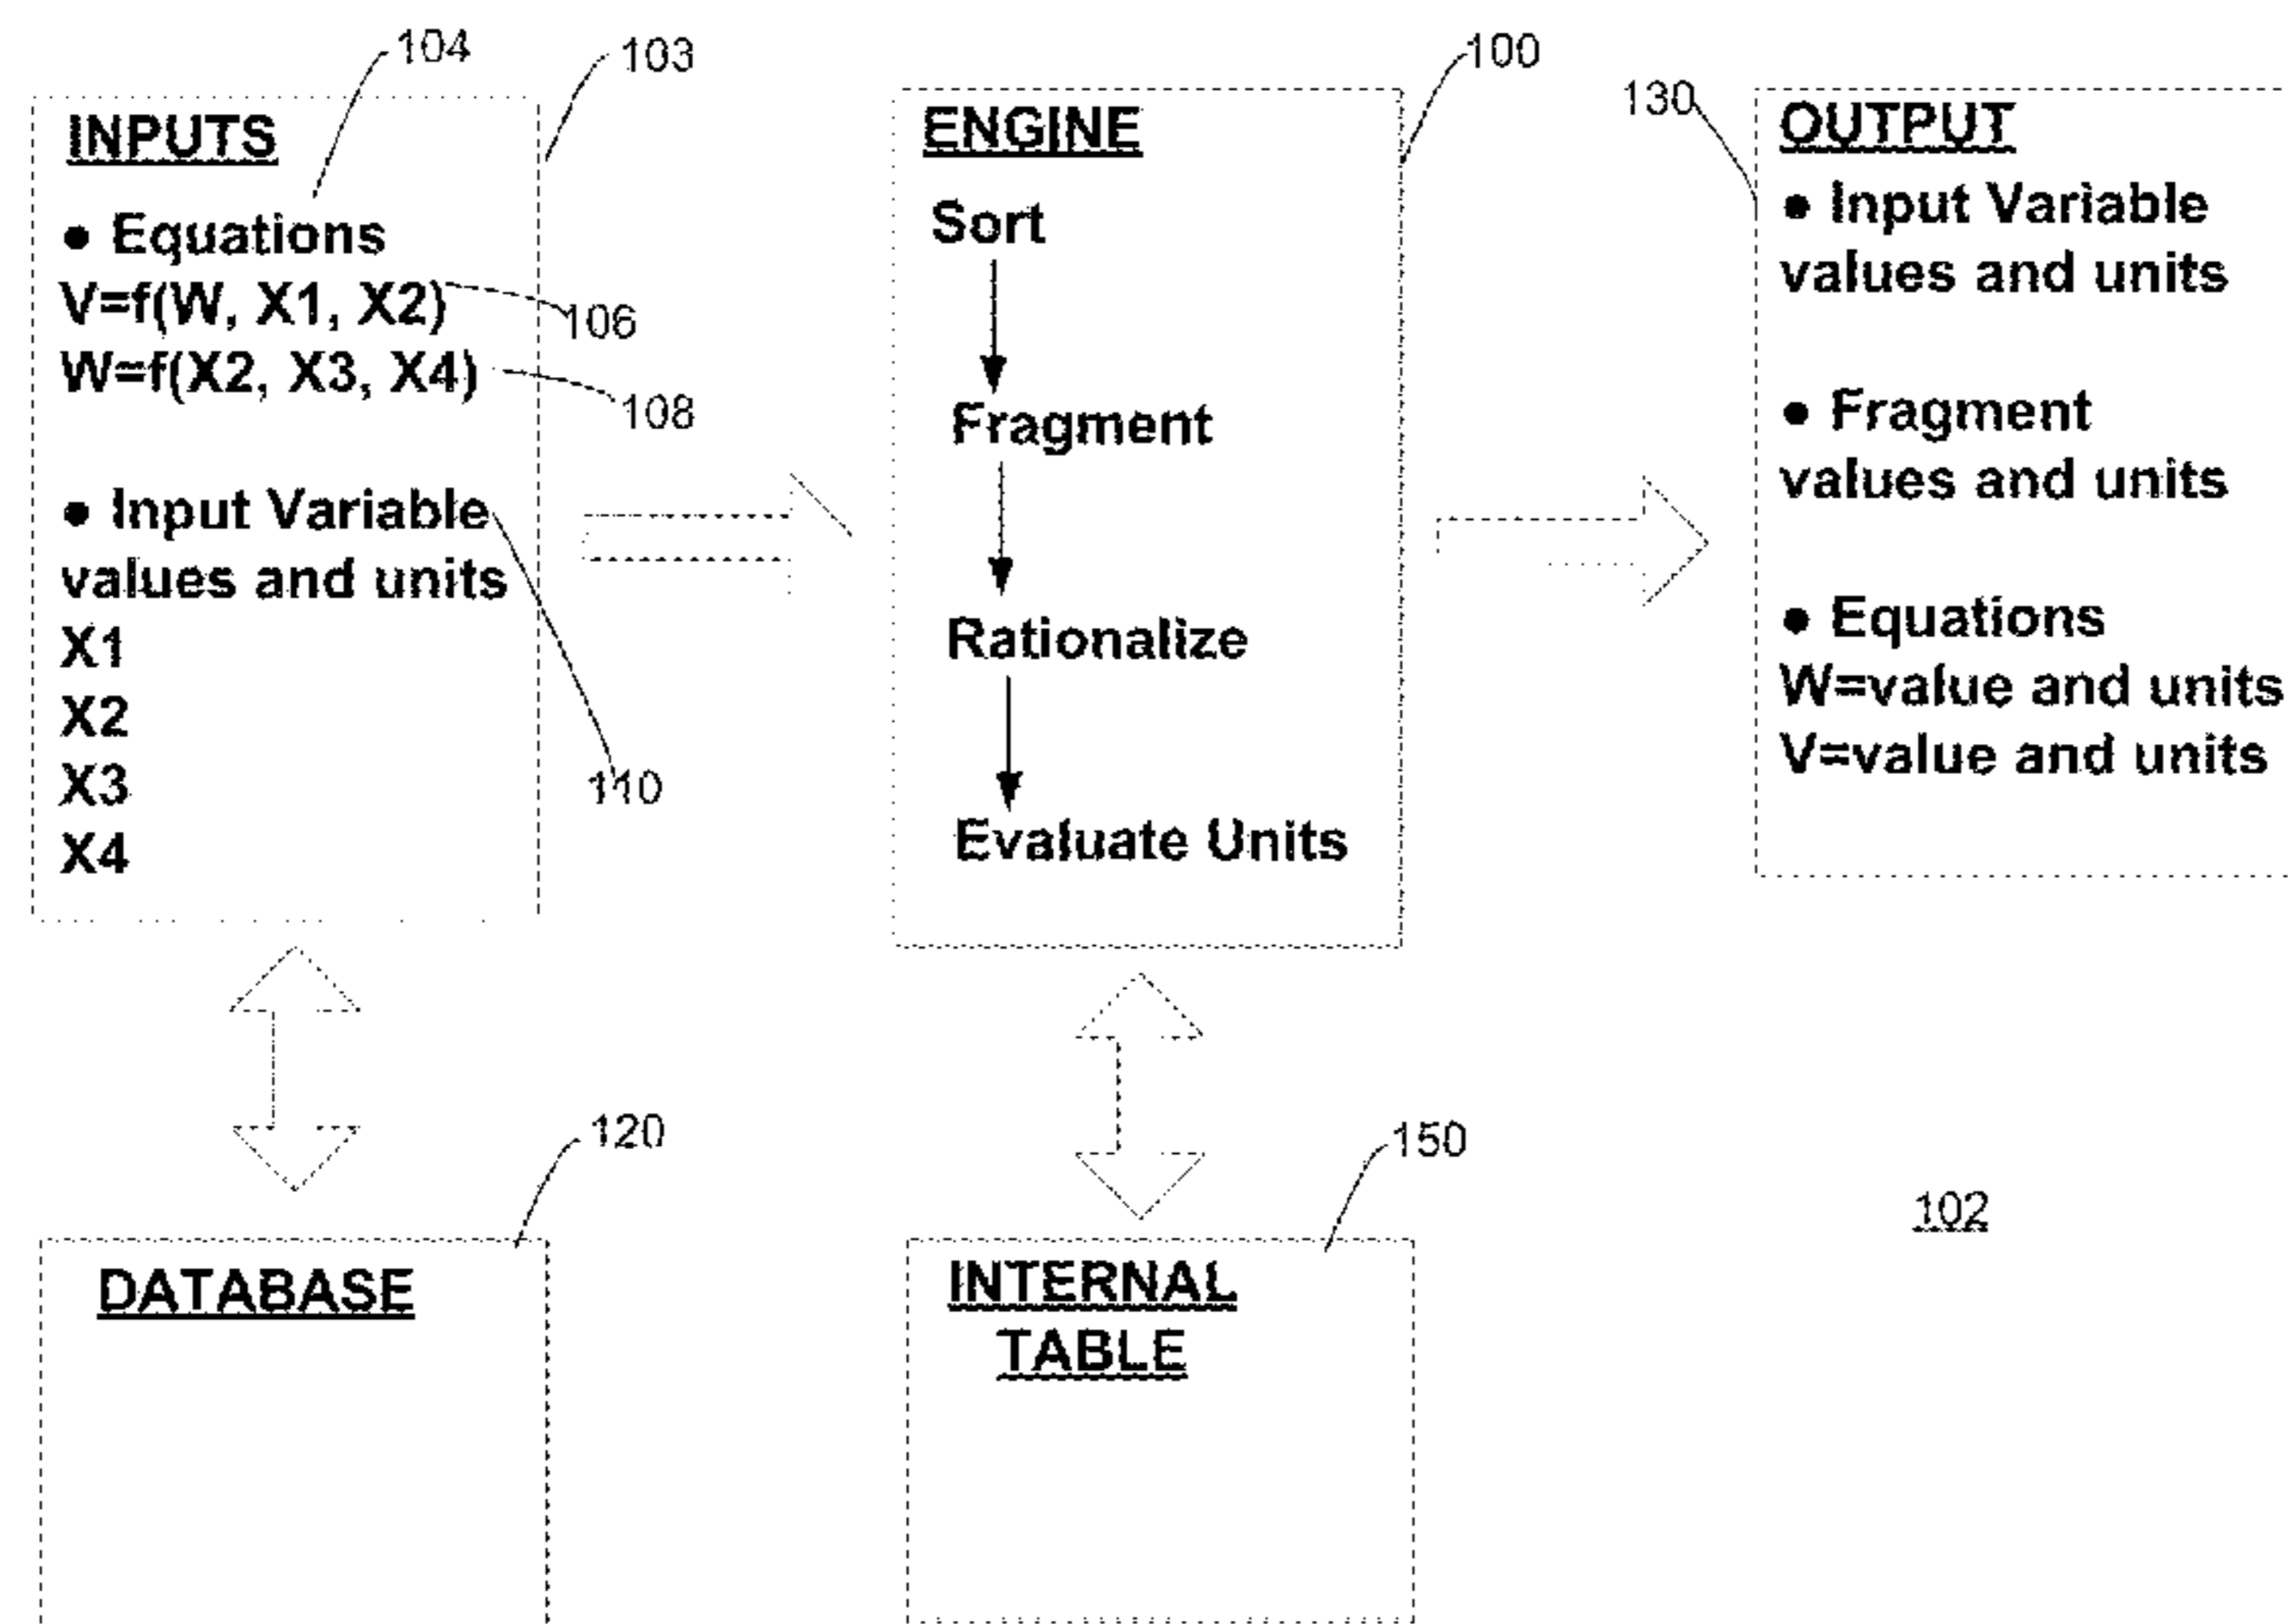 104
103
INPUTS
• Equations
V=f(W, X1, X2)
106
W=f(X2, X3, X4)
108
• Input Variable
values and units
X1
X2
X3
110
X4
100
ENGINE
Sort
Fragment
Rationalize
Evaluate Units
130
OUTPUT
• Input Variable
values and units
• Fragment
values and units
• Equations
W=value and units
V=value and units
120
DATABASE
150
INTERNAL
TABLE
102